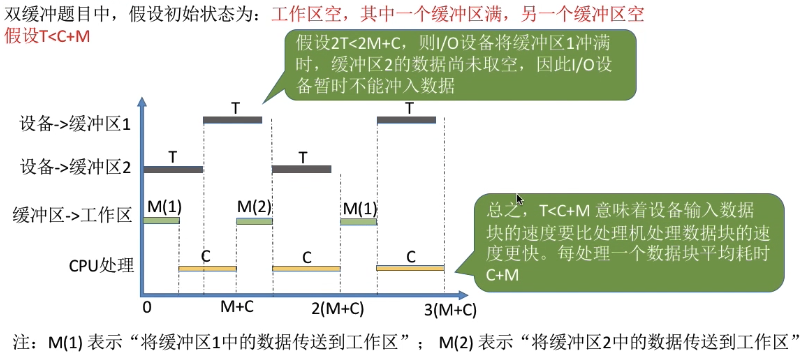 双缓冲题目中，假设初始状态为：工作区空，其中一个缓冲区满，另一个缓冲区空
假设T<C+M
假设2T<2M+C，则I/O设备将缓冲区1冲满
时，缓冲区2的数据尚未取空，因此I/O设
备暂时不能冲入数据
设备->缓冲区1
T
T
设备->缓冲区2
T
T
缓冲区->工作区
M(1)
M(2)
M(1)
CPU处理
C
C
C
0
M+C
2(M+C)
3(M+C)
总之，T<C+M 意味着设备输入数据
块的速度要比处理机处理数据块的速
度更快。每处理一个数据块平均耗时
C+M
注：M(1) 表示“将缓冲区1中的数据传送到工作区”； M(2) 表示“将缓冲区2中的数据传送到工作区”